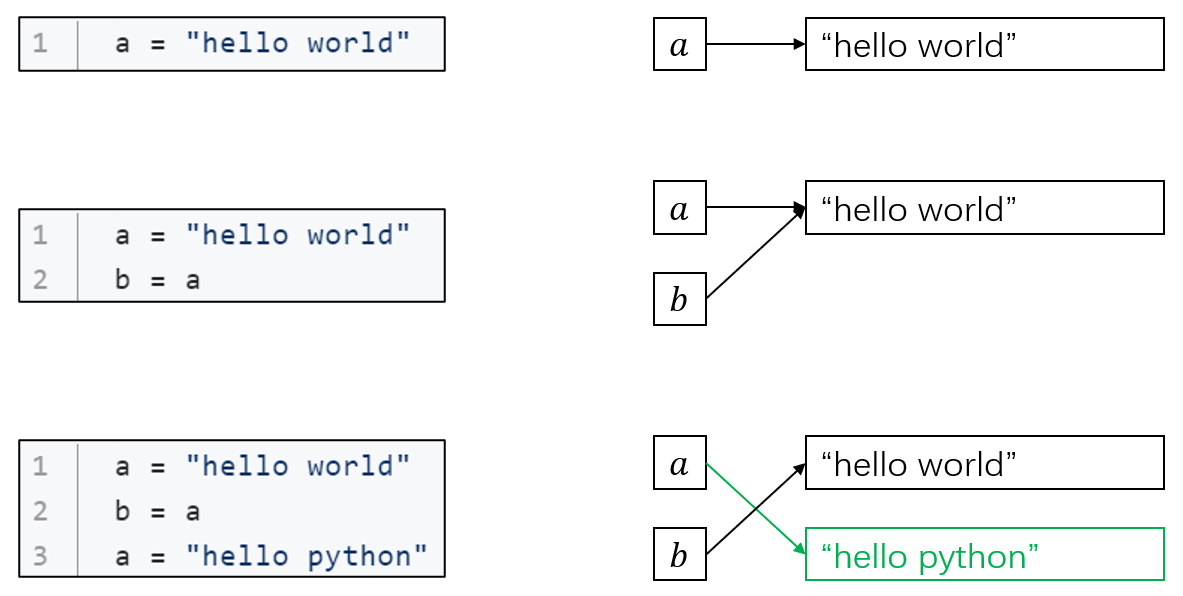 1 a = "hello world"
a “hello world”
1 a = "hello world"
2 b = a
a “hello world”
b
1 a = "hello world"
2 b = a
3 a = "hello python"
a “hello world”
b “hello python”